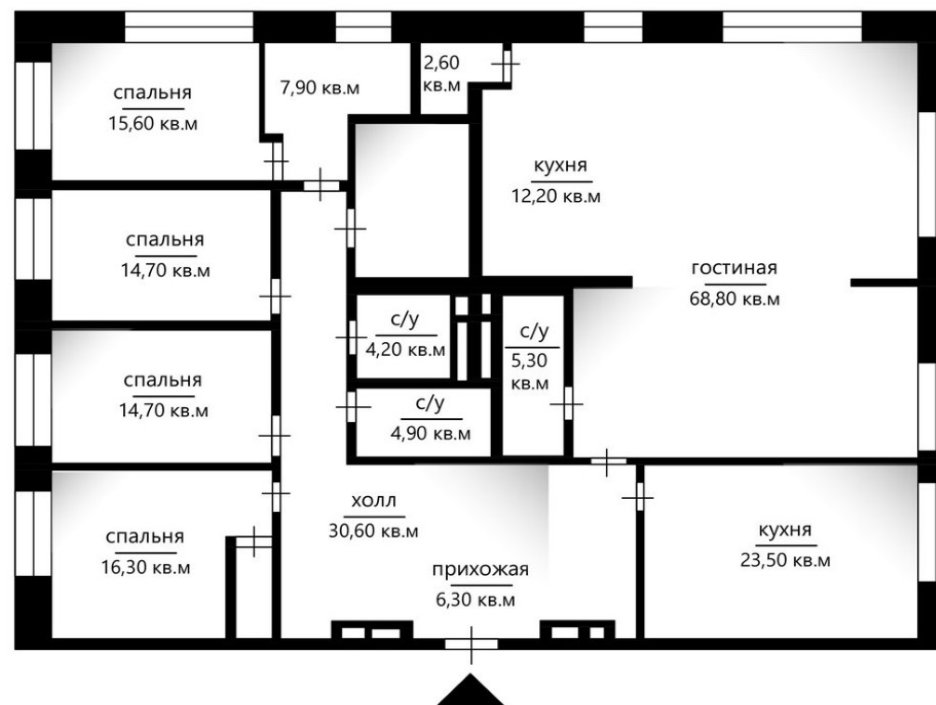 спальня
15,60 кв.м
7,90 кв.м
2,60
кв.м
кухня
12,20 кв.м
спальня
14,70 кв.м
гостиная
68,80 кв.м
с/у
4,20 кв.м
с/у
5,30
кв.м
спальня
14,70 кв.м
с/у
4,90 кв.м
холл
30,60 кв.м
спальня
16,30 кв.м
прихожая
6,30 кв.м
кухня
23,50 кв.м